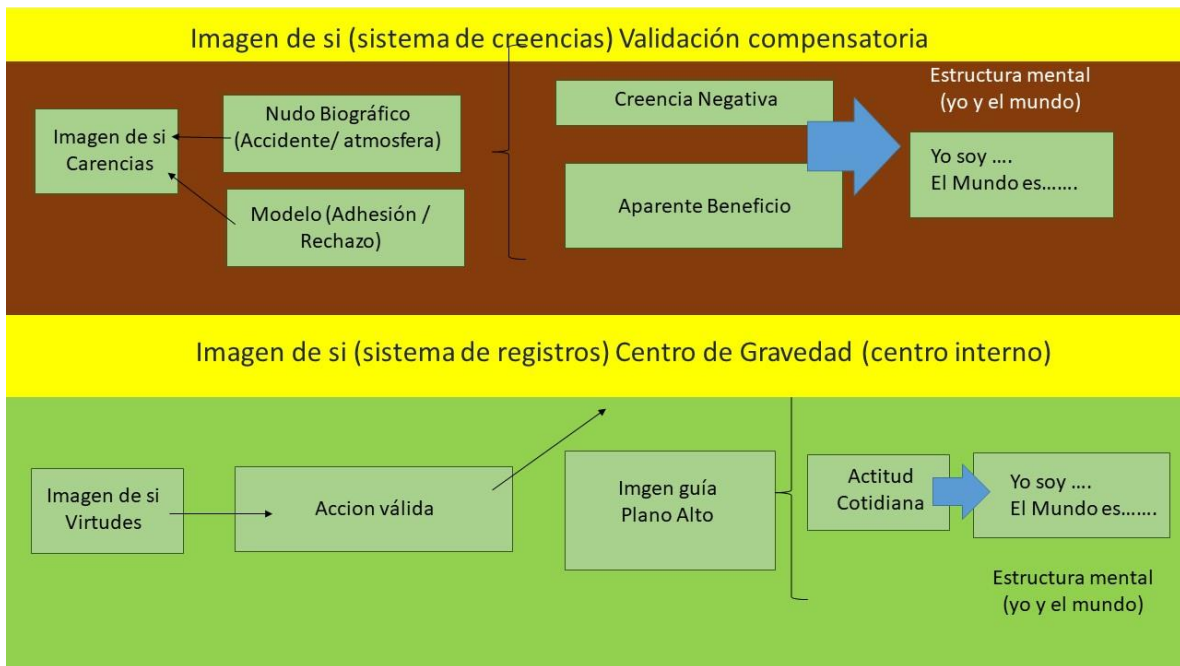 Imagen de si (sistema de creencias) Validación compensatoria
Imagen de si
Carencias
Nudo Biográfico
(Accidente/ atmosfera)
Modelo (Adhesión /
Rechazo)
Creencia Negativa
Aparente Beneficio
Estructura mental
(yo y el mundo)
Yo soy ....
El Mundo es.......
Imagen de si (sistema de registros) Centro de Gravedad (centro interno)
Imagen de si
Virtudes
Accion válida
Imgen guía
Plano Alto
Actitud
Cotidiana
Yo soy ....
El Mundo es.......
Estructura mental
(yo y el mundo)